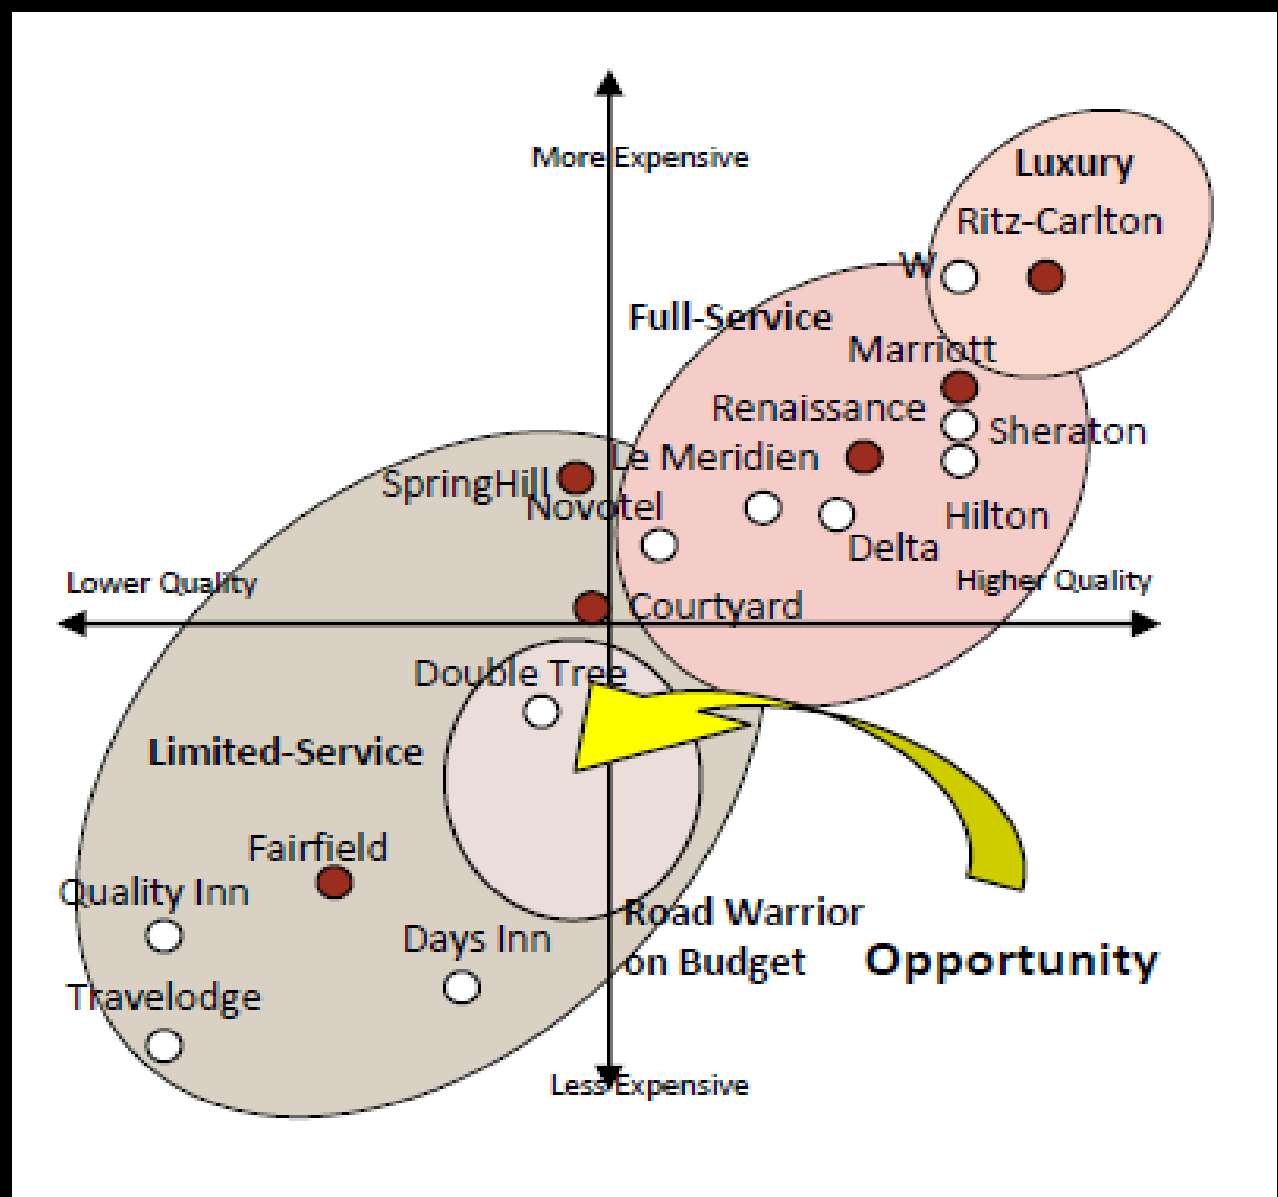 More Expensive
Luxury
Ritz-Carlton
W
Full-Service
Marriott
Renaissance
Sheraton
Le Meridien
SpringHill
Novotel
Hilton
Delta
Lower Quality
Higher Quality
Courtyard
Double Tree
Limited-Service
Fairfield
Quality Inn
Road Warrior
on Budget
Days Inn
Opportunity
Travelodge
Less Expensive